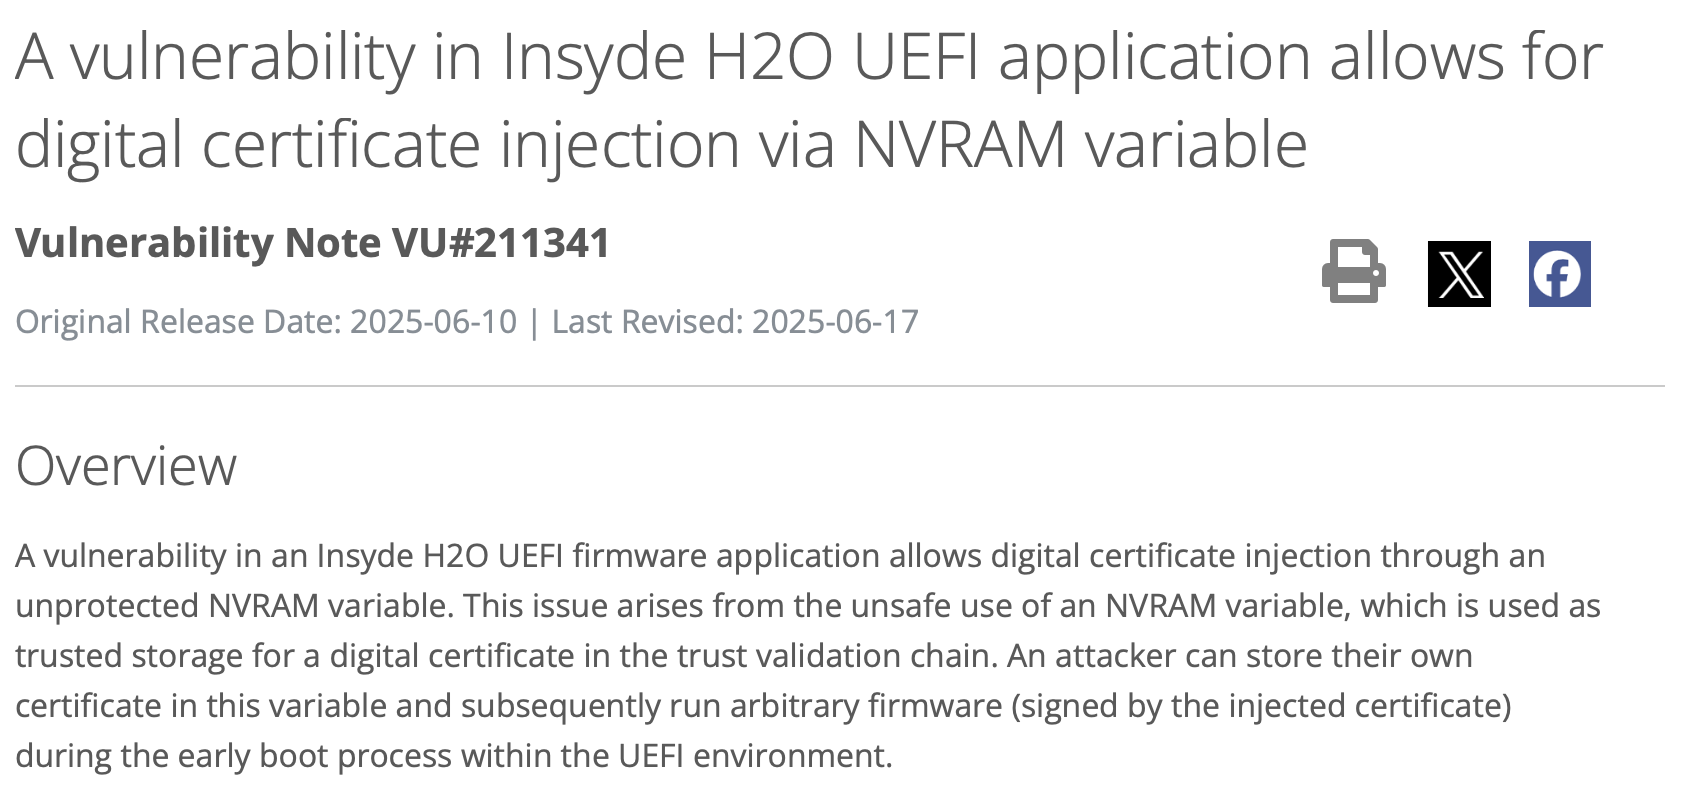 A vulnerability in Insyde H2O UEFI application allows for
digital certificate injection via NVRAM variable
Vulnerability Note VU#211341
Original Release Date: 2025-06-10 | Last Revised: 2025-06-17
Overview
A vulnerability in an Insyde H2O UEFI firmware application allows digital certificate injection through an
unprotected NVRAM variable. This issue arises from the unsafe use of an NVRAM variable, which is used as
trusted storage for a digital certificate in the trust validation chain. An attacker can store their own
certificate in this variable and subsequently run arbitrary firmware (signed by the injected certificate)
during the early boot process within the UEFI environment.